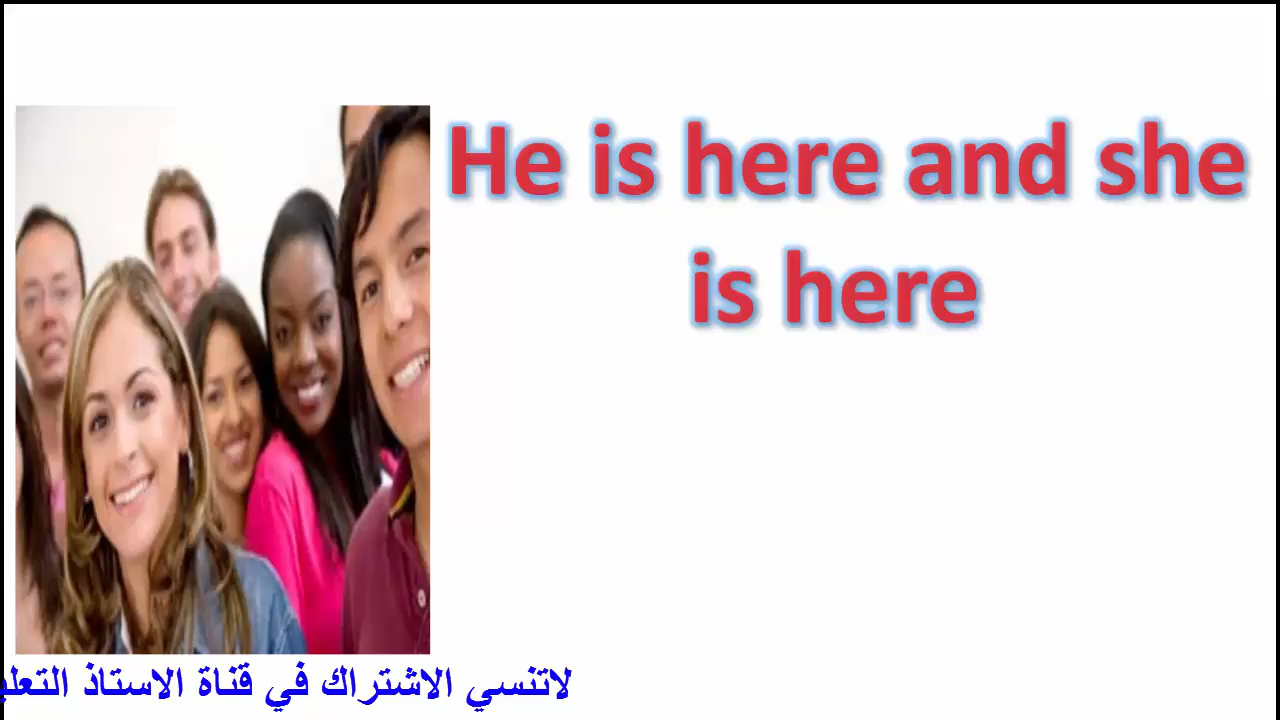 He is here and she
is here
لاتنسي الاشتراك في قناة الاستاذ